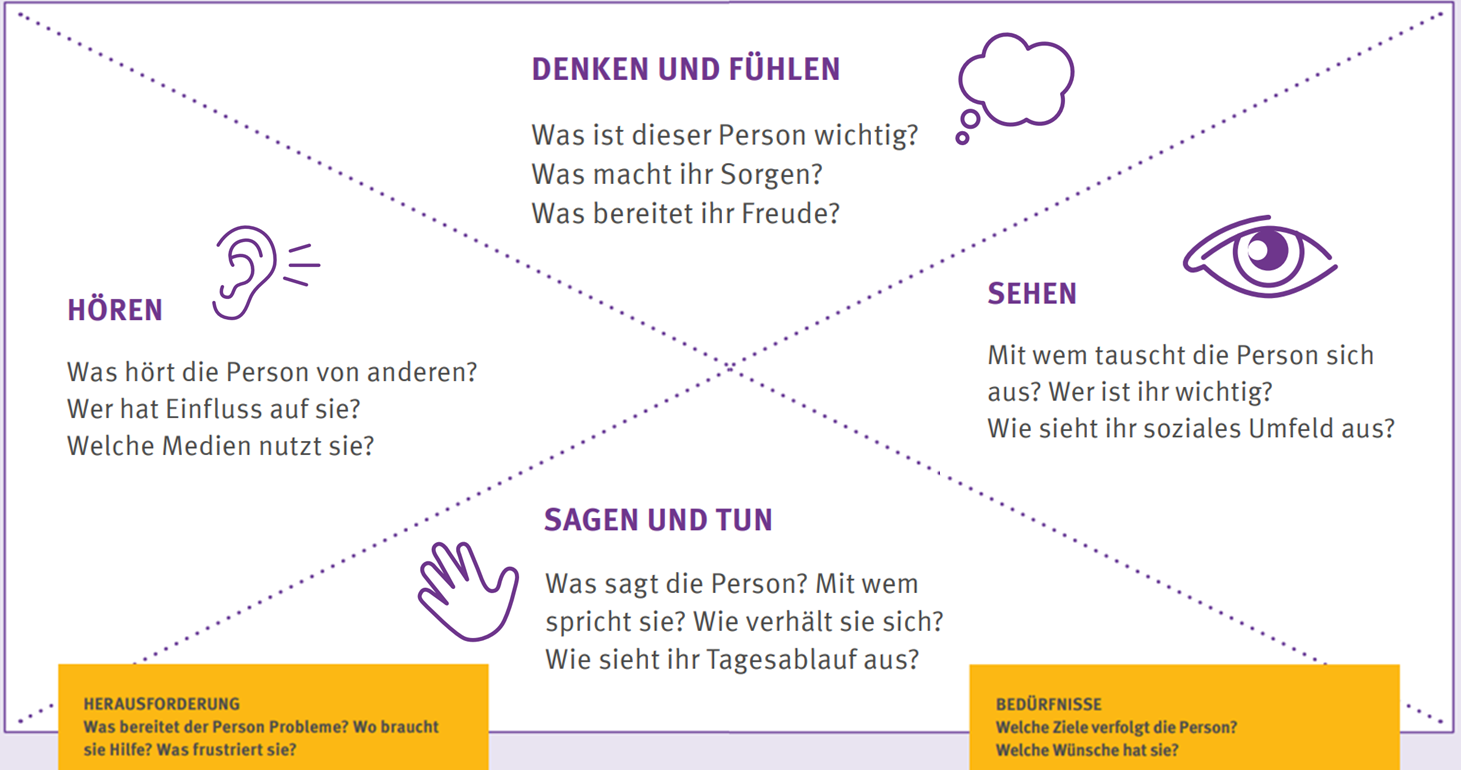 DENKEN UND FÜHLEN
Was ist dieser Person wichtig?
Was macht ihr Sorgen?
Was bereitet ihr Freude?
HÖREN
Was hört die Person von anderen?
Wer hat Einfluss auf sie?
Welche Medien nutzt sie?
SEHEN
Mit wem tauscht die Person sich
aus? Wer ist ihr wichtig?
Wie sieht ihr soziales Umfeld aus?
SAGEN UND TUN
Was sagt die Person? Mit wem
spricht sie? Wie verhält sie sich?
Wie sieht ihr Tagesablauf aus?
HERAUSFORDERUNG
Was bereitet der Person Probleme? Wo braucht
sie Hilfe? Was frustriert sie?
BEDÜRFNISSE
Welche Ziele verfolgt die Person?
Welche Wünsche hat sie?